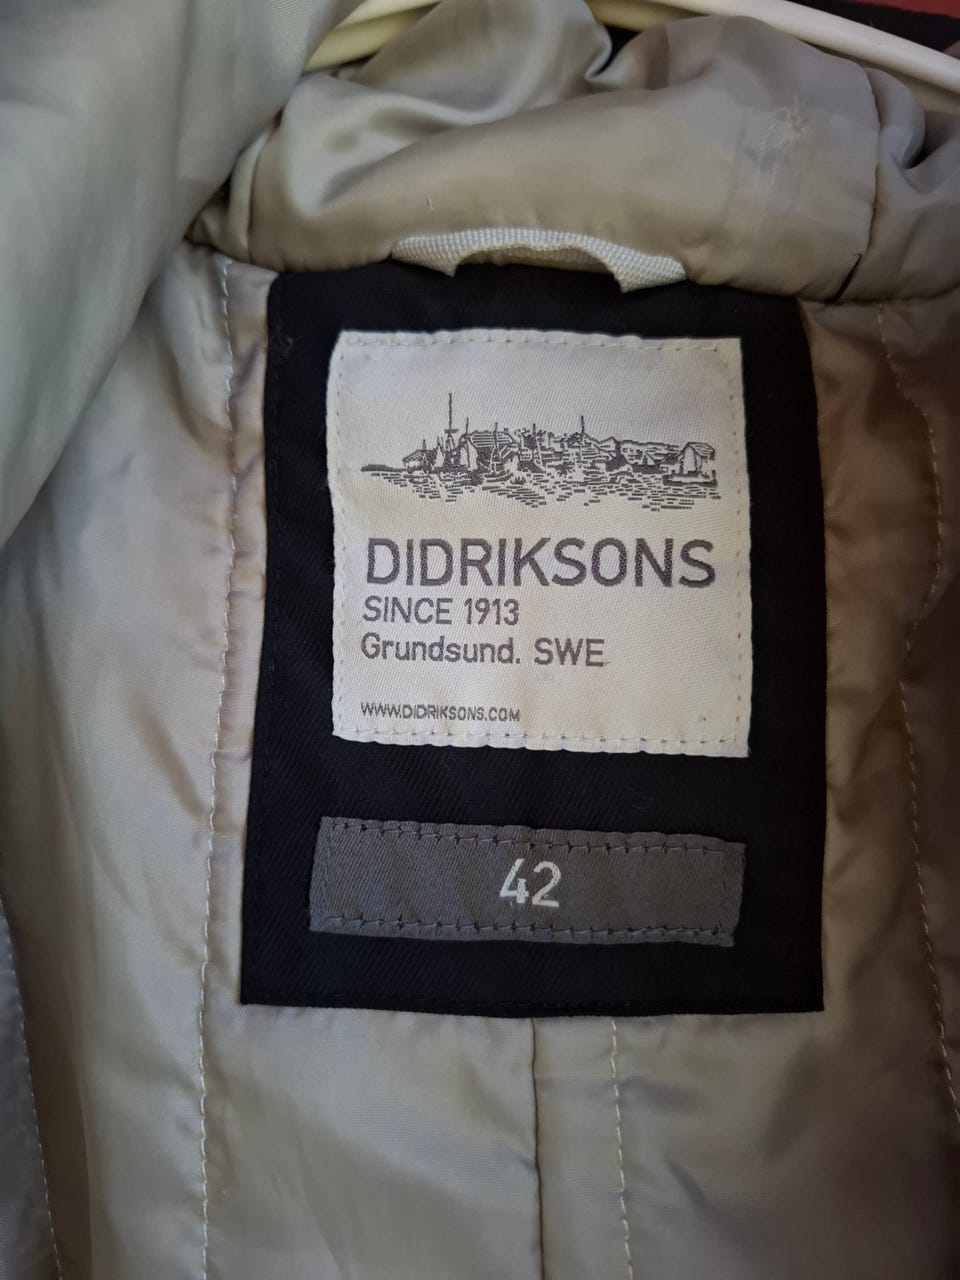 DIDRIKSONS
SINCE 1913
Grundsund. SWE
WWW.DIDRIKSONS.COM
42